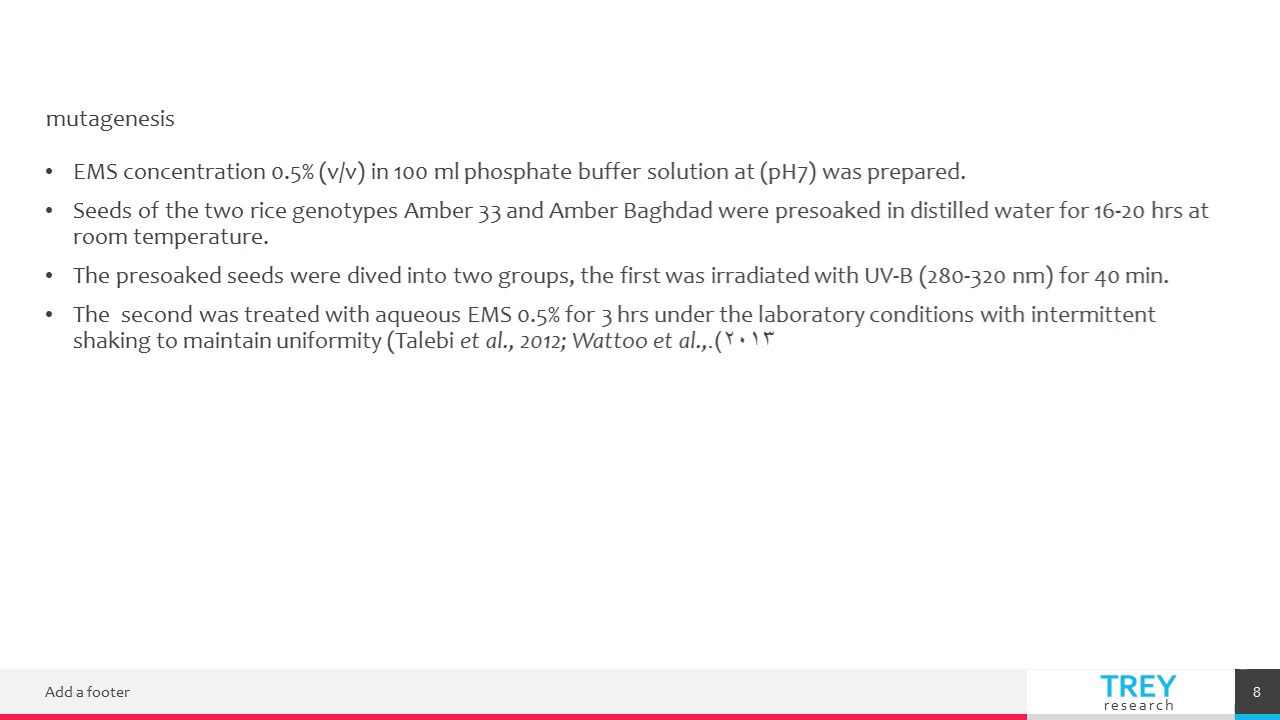 mutagenesis
• EMS concentration 0.5% (v/v) in 100 ml phosphate buffer solution at (pH7) was prepared.
• Seeds of the two rice genotypes Amber 33 and Amber Baghdad were presoaked in distilled water for 16-20 hrs at
room temperature.
• The presoaked seeds were dived into two groups, the first was irradiated with UV-B (280-320 nm) for 40 min.
• The  second was treated with aqueous EMS 0.5% for 3 hrs under the laboratory conditions with intermittent
shaking to maintain uniformity (Talebi et al., 2012; Wattoo et al.,.(٢٠١٣
Add a footer
TREY
research
8